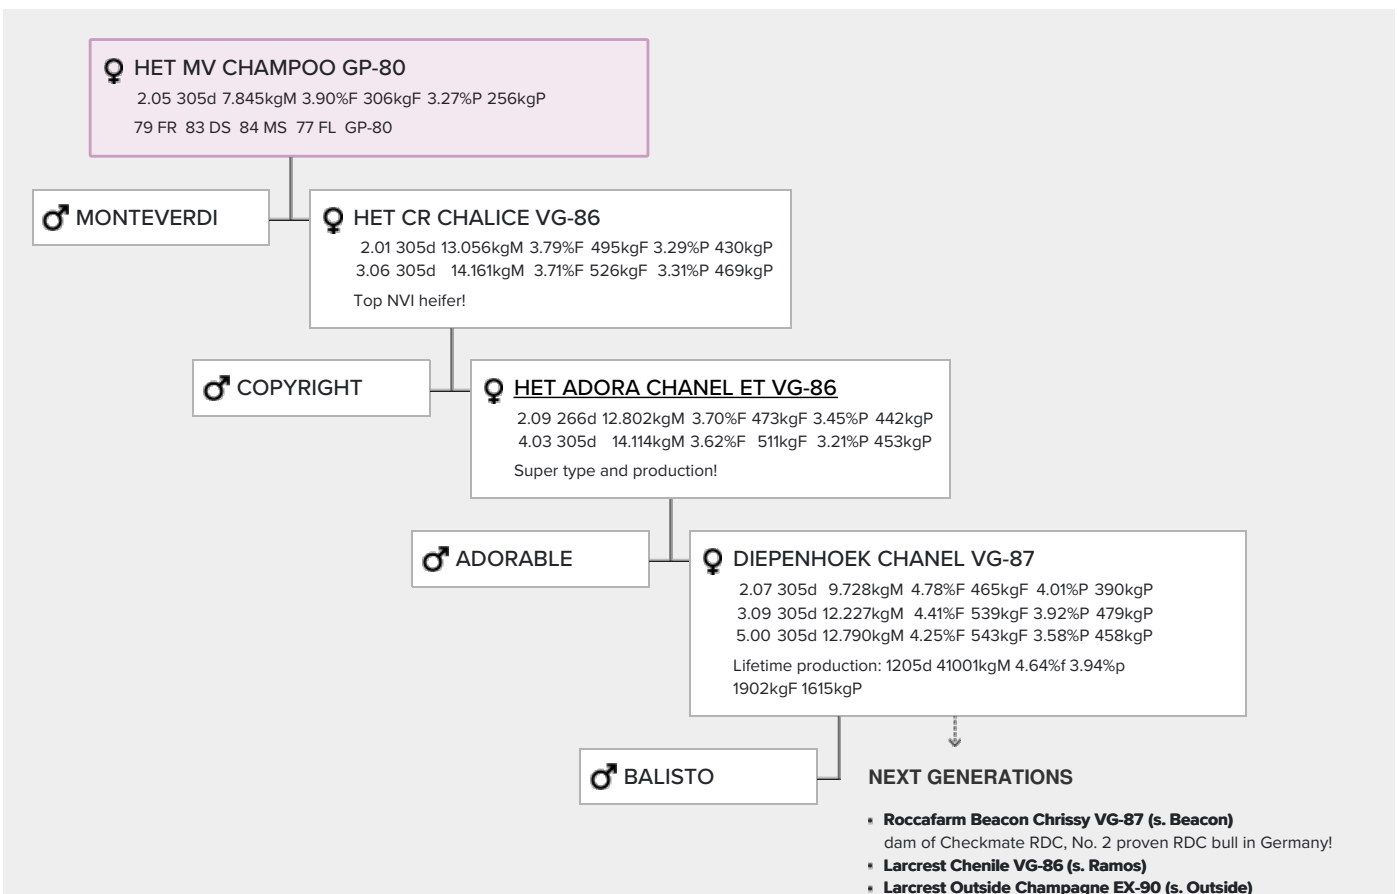 HET MV CHAMPOO GP-80
2.05 305d 7.845kgM 3.90%F 306kgF 3.27%P 256kgP
79 FR 83 DS 84 MS 77 FL GP-80
MONTEVERDI
HET CR CHALICE VG-86
2.01 305d 13.056kgM 3.79%F 495kgF 3.29%P 430kgP
3.06 305d 14.161kgM 3.71%F 526kgF 3.31%P 469kgP
Top NVI heifer!
COPYRIGHT
HET ADORA CHANEL ET VG-86
2.09 266d 12.802kgM 3.70%F 473kgF 3.45%P 442kgP
4.03 305d 14.114kgM 3.62%F 511kgF 3.21%P 453kgP
Super type and production!
ADORABLE
DIEPENHOEK CHANEL VG-87
2.07 305d 9.728kgM 4.78%F 465kgF 4.01%P 390kgP
3.09 305d 12.227kgM 4.41%F 539kgF 3.92%P 479kgP
5.00 305d 12.790kgM 4.25%F 543kgF 3.58%P 458kgP
Lifetime production: 1205d 41001kgM 4.64%f 3.94%p
1902kgF 1615kgP
BALISTO
NEXT GENERATIONS
▪ Roccafarm Beacon Chrissy VG-87 (s. Beacon)
dam of Checkmate RDC, No. 2 proven RDC bull in Germany!
▪ Larcrest Chenile VG-86 (s. Ramos)
▪ Larcrest Outside Champagne EX-90 (s. Outside)